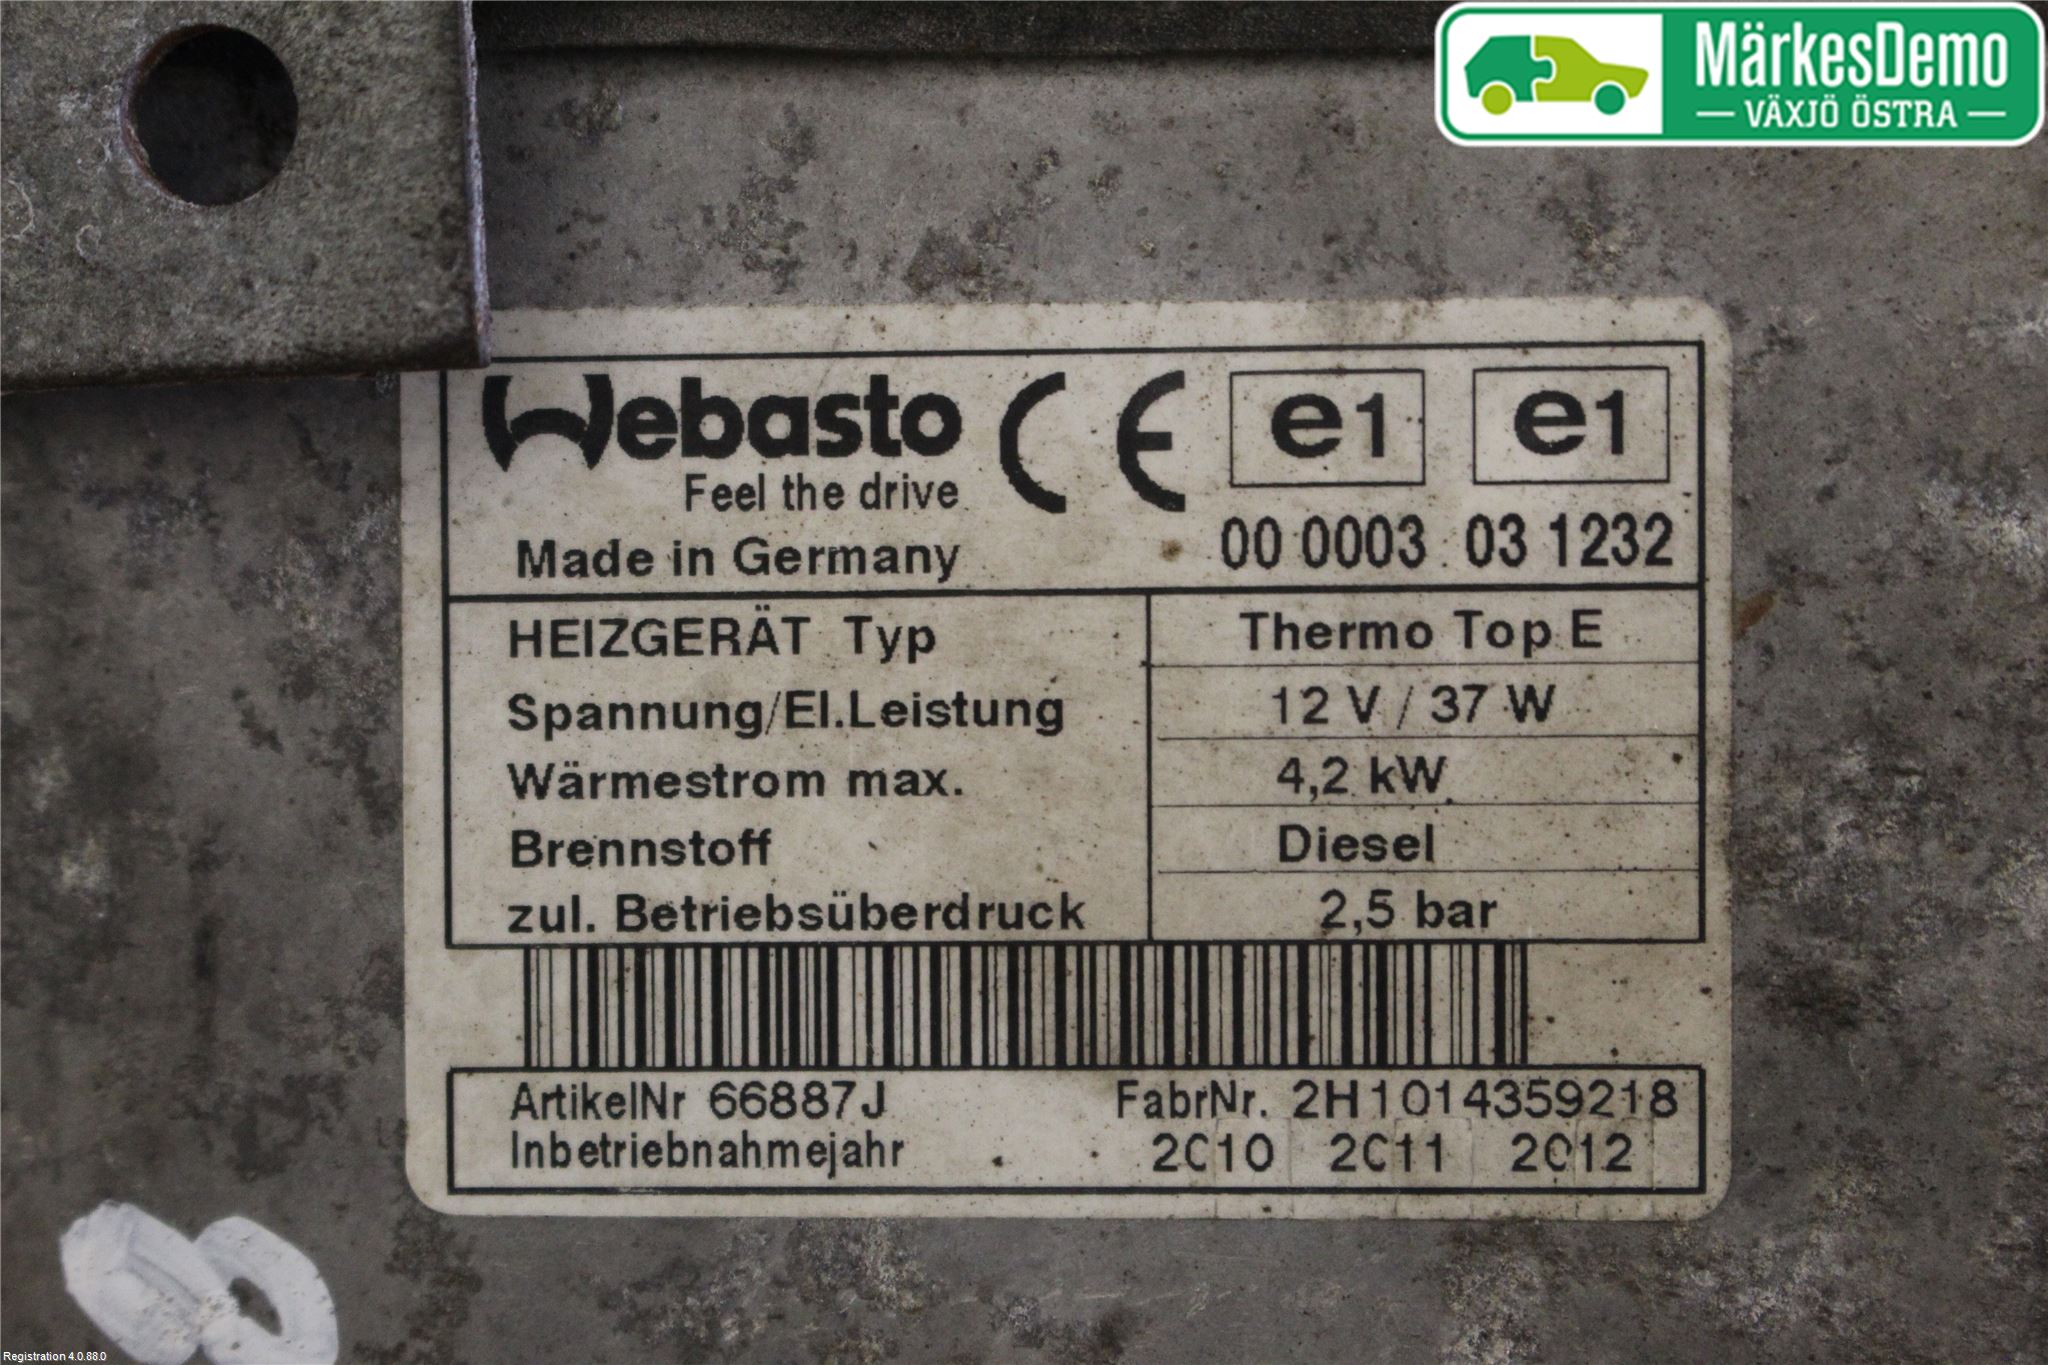 MärkesDemo
VÄXJÖ ÖSTRA
Webasto
Feel the drive
Made in Germany
CE
e1
e1
00 0003
03 1232
HEIZGERÄT Typ Thermo Top E
Spannung/El.Leistung 12 V / 37 W
Wärmestrom max. 4,2 kW
Brennstoff Diesel
zul. Betriebsüberdruck 2,5 bar
ArtikelNr 66887J FabrNr. 2H1014359218
Inbetriebnahmejahr 2010 2011 2012
Registration 4.0.88.0